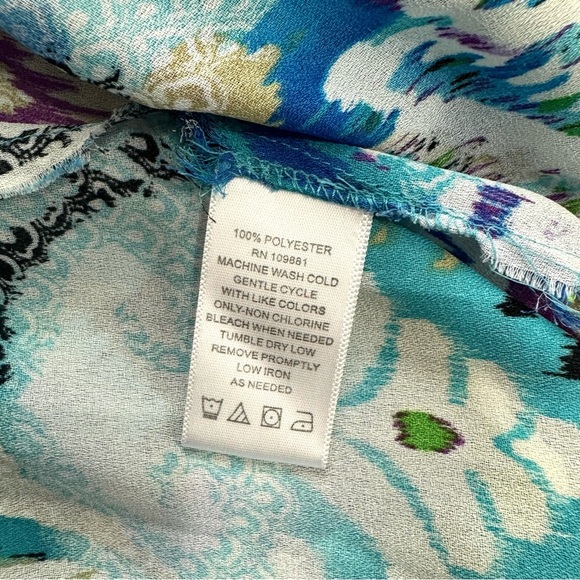 100% POLYESTER
RN 109881
MACHINE WASH COLD
GENTLE CYCLE
WITH LIKE COLORS
ONLY-NON CHLORINE
BLEACH WHEN NEEDED
TUMBLE DRY LOW
REMOVE PROMPTLY
LOW IRON
AS NEEDED